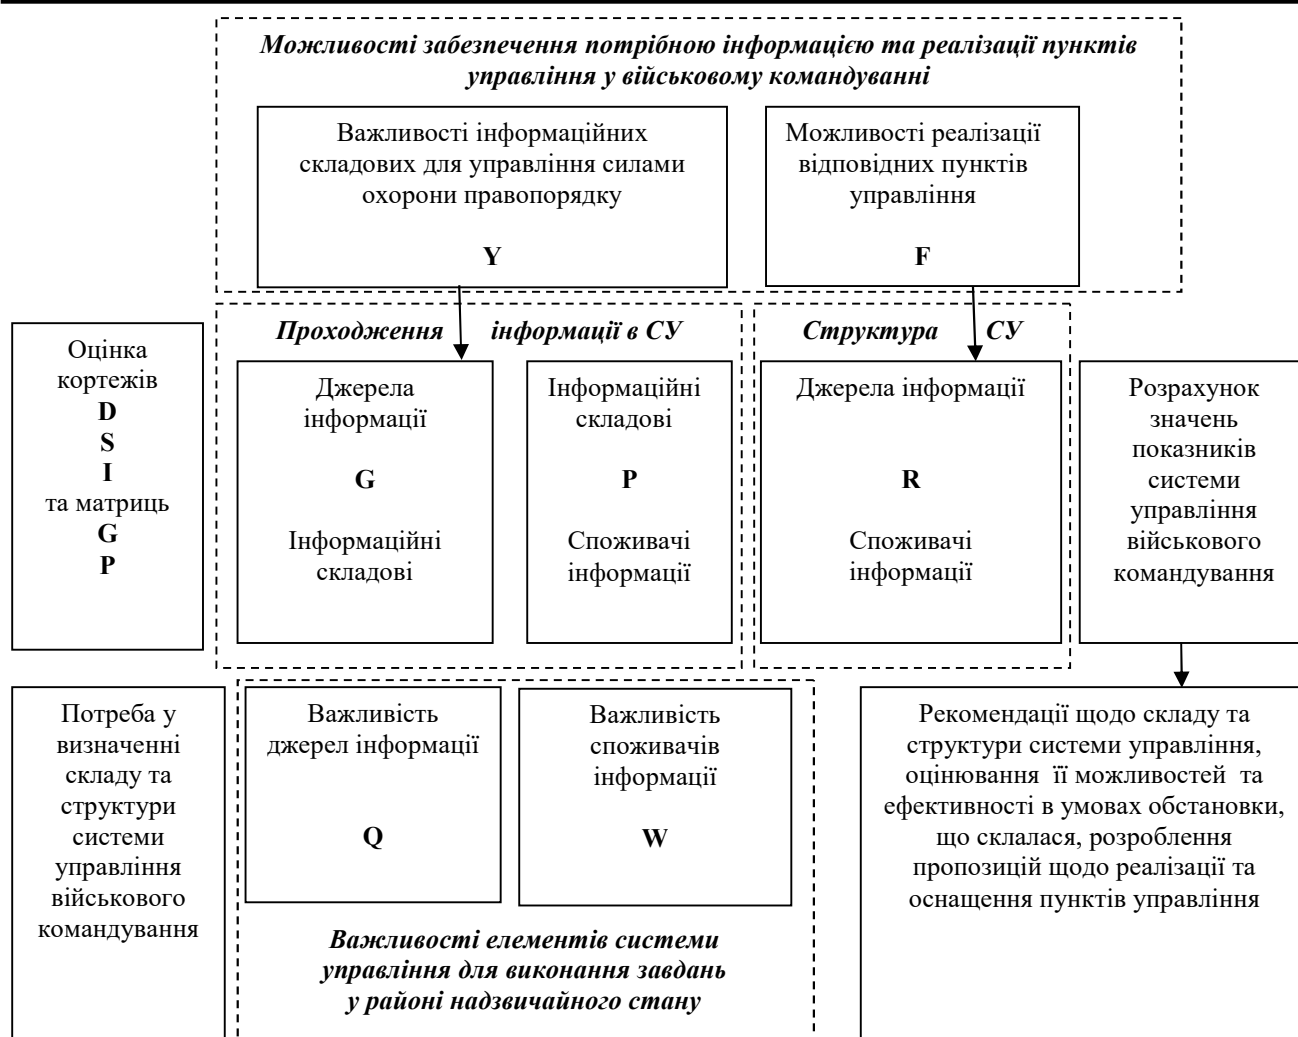 Можливості забезпечення потрібною інформацією та реалізації пунктів
управління у військовому командуванні
Важливості інформаційних
складових для управління силами
охорони правопорядку
Y
Можливості реалізації
відповідних пунктів
управління
F
Оцінка
кортежів
D
S
I
та матриць
G
P
Проходження інформації в СУ
Джерела
інформації
G
Інформаційні
складові
Інформаційні
складові
P
Споживачі
інформації
Структура СУ
Джерела інформації
R
Споживачі
інформації
Розрахунок
значень
показників
системи
управління
військового
командування
Потреба у
визначенні
складу та
структури
системи
управління
військового
командування
Важливість
джерел інформації
Q
Важливість
споживачів
інформації
W
Важливості елементів системи
управління для виконання завдань
у районі надзвичайного стану
Рекомендації щодо складу та
структури системи управління,
оцінювання її можливостей та
ефективності в умовах обстановки,
що склалася, розроблення
пропозицій щодо реалізації та
оснащення пунктів управління